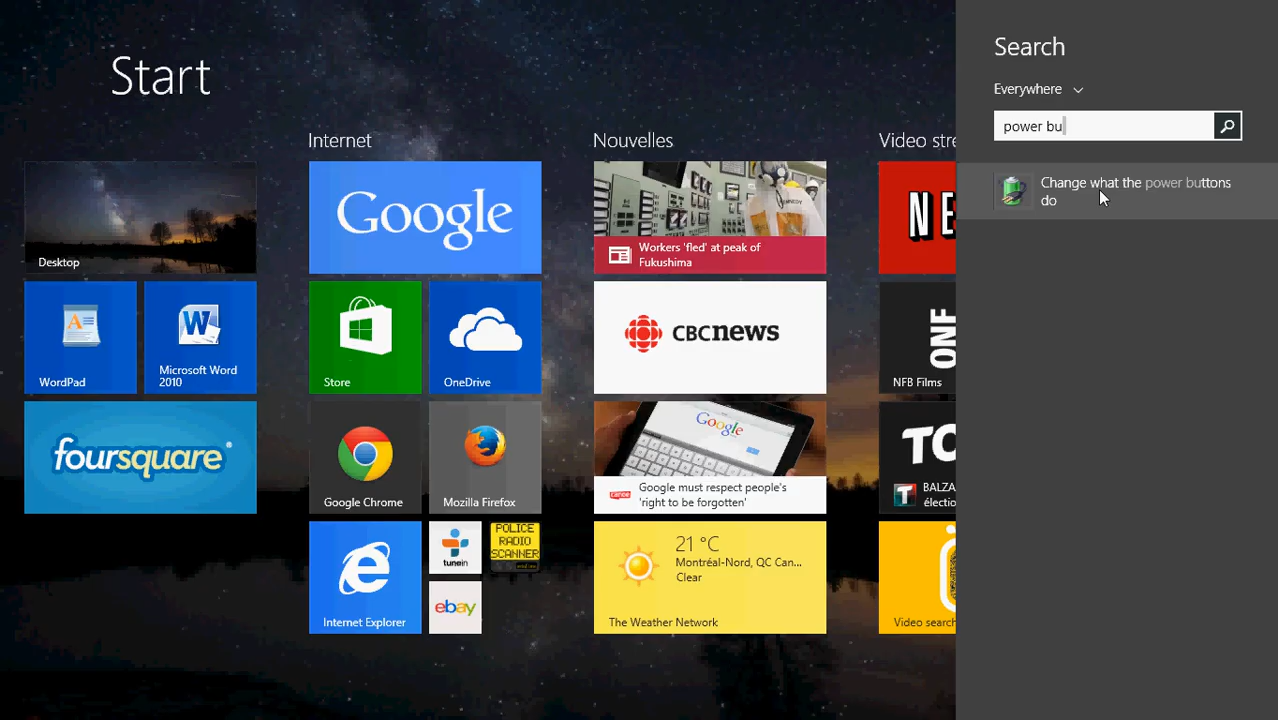 Start
Search
Everywhere
power bu
Change what the power buttons
do
Internet
Nouvelles
Video stre
Desktop
WordPad
Microsoft Word
2010
foursquare®
Google
Store
OneDrive
Google Chrome
Mozilla Firefox
Internet Explorer
tunein
POLICE
RADIO
SCANNER
ebay
Workers 'fled' at peak of
Fukushima
CBCnews
Google
canoe
Google must respect people's
'right to be forgotten'
21 °C
Montréal-Nord, QC Can...
Clear
The Weather Network
NE
ONF
NFB Films
TO
T
BALZA
électio
Video search